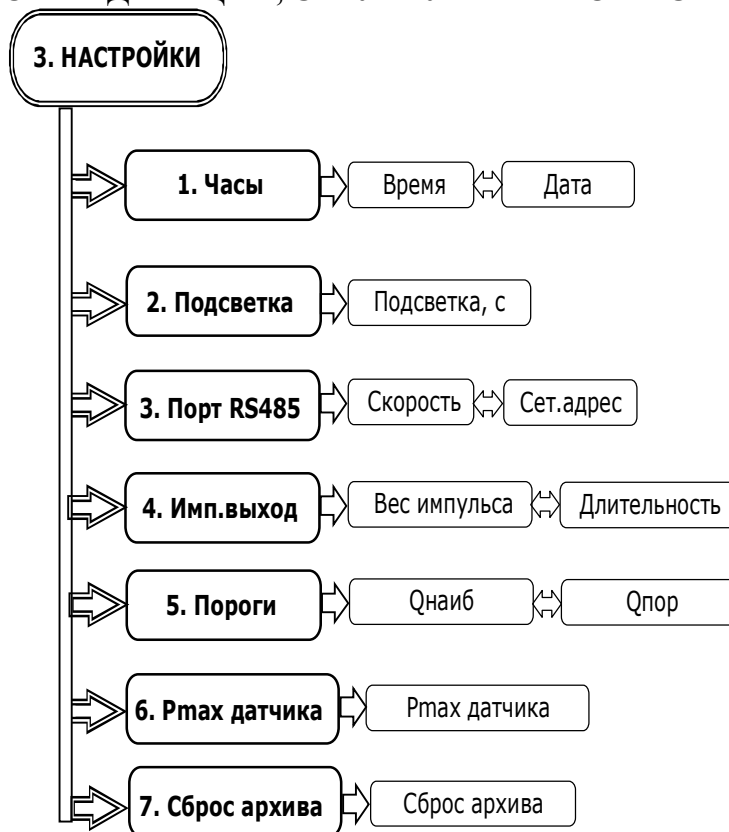 3. НАСТРОЙКИ
1. Часы Время Дата
2. Подсветка Подсветка, с
3. Порт RS485 Скорость Сет.адрес
4. Имп.выход Вес импульса Длительность
5. Пороги Qнаиб Qпор
6. Pmax датчика Pmax датчика
7. Сброс архива Сброс архива